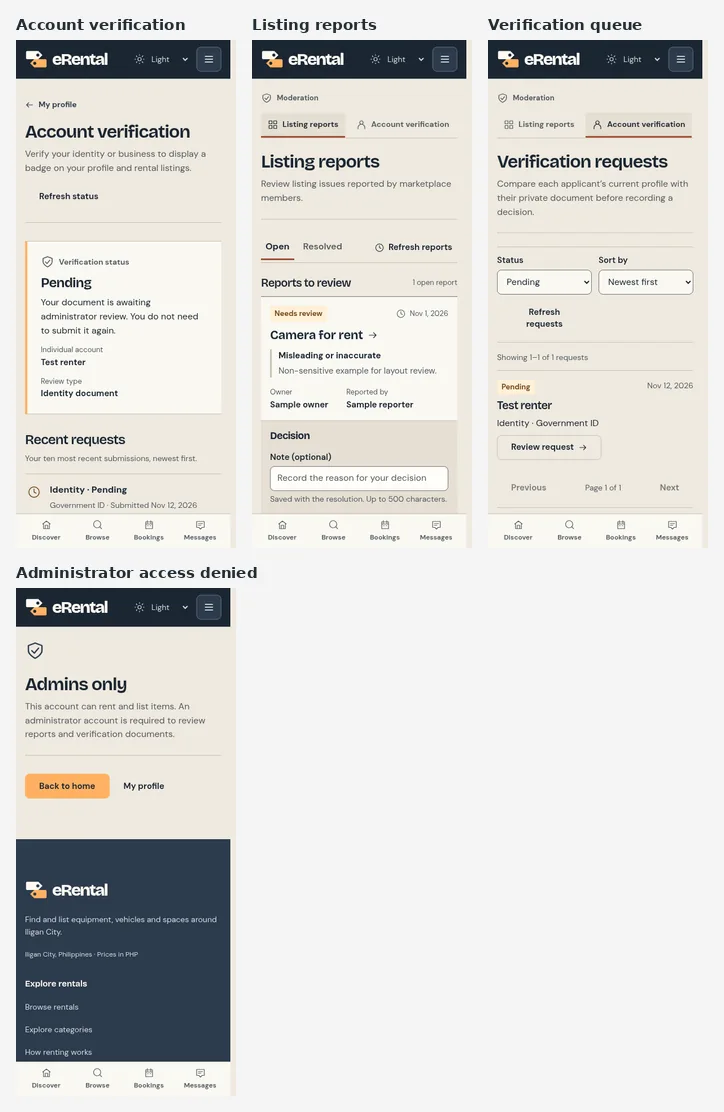 Account verification
eRental
Light
My profile
Account verification
Verify your identity or business to display a
badge on your profile and rental listings.
Refresh status
Verification status
Pending
Your document is awaiting
administrator review. You do not need
to submit it again.
Individual account
Test renter
Review type
Identity document
Recent requests
Your ten most recent submissions, newest first.
Identity · Pending
Government ID · Submitted Nov 12, 2026
Discover
Browse
Bookings
Messages
Listing reports
eRental
Light
Moderation
Listing reports
Account verification
Listing reports
Review listing issues reported by marketplace
members.
Open
Resolved
Refresh reports
Reports to review
1 open report
Needs review
Nov 1, 2026
Camera for rent →
Misleading or inaccurate
Non-sensitive example for layout review.
Owner
Reported by
Sample owner
Sample reporter
Decision
Note (optional)
Record the reason for your decision
Saved with the resolution. Up to 500 characters.
Discover
Browse
Bookings
Messages
Verification queue
eRental
Light
Moderation
Listing reports
Account verification
Verification requests
Compare each applicant's current profile with
their private document before recording a
decision.
Status
Sort by
Pending
Newest first
Refresh
requests
Showing 1–1 of 1 requests
Pending
Nov 12, 2026
Test renter
Identity · Government ID
Review request →
Previous
Page 1 of 1
Next
Discover
Browse
Bookings
Messages
Administrator access denied
eRental
Light
Admins only
This account can rent and list items. An
administrator account is required to review
reports and verification documents.
Back to home
My profile
eRental
Find and list equipment, vehicles and spaces around
Iligan City.
Iligan City, Philippines · Prices in PHP
Explore rentals
Browse rentals
Explore categories
How renting works
Discover
Browse
Bookings
Messages